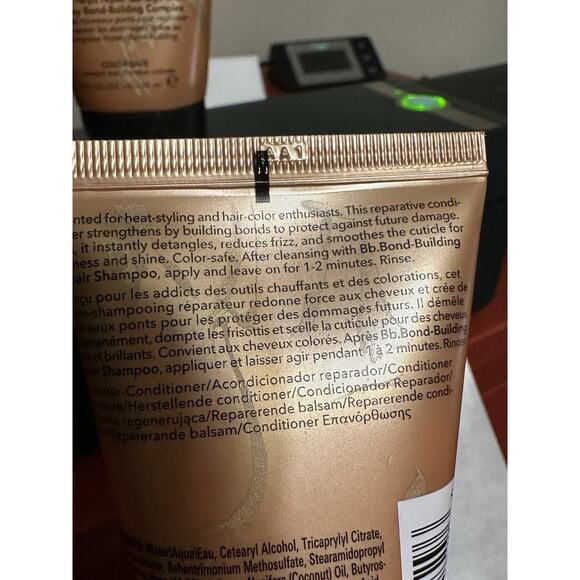 Bond-Building Complex
COLOR-SAFE
AA1
for heat-styling and hair-color enthusiasts. This reparative condi-
strengthens by building bonds to protect against future damage.
it instantly detangles, reduces frizz, and smoothes the cuticle for
and shine. Color-safe. After cleansing with Bb.Bond-Building
Shampoo, apply and leave on for 1-2 minutes. Rinse.
pour les addicts des outils chauffants et des colorations, cet
-shampooing réparateur redonne force aux cheveux et crée de
ponts pour les protéger des dommages futurs. Il démêle
dompte les frisottis et scelle la cuticule pour des cheveux
et brillants. Convient aux cheveux colorés. Après Bb.Bond-Building
Shampoo, appliquer et laisser agir pendant 1 à 2 minutes. Rincer.
-Conditioner/Acondicionador reparador/Conditioner
/Herstellende conditioner/Condicionador Reparador/
regenerująca/Reparerende balsam/Reparerende condi-
/Reparerande balsam/Conditioner Επανόρθωσης
Water\Aqua\Eau, Cetearyl Alcohol, Tricaprylyl Citrate,
Behentrimonium Methosulfate, Stearamidopropyl
(Coconut) Oil, Butyros-